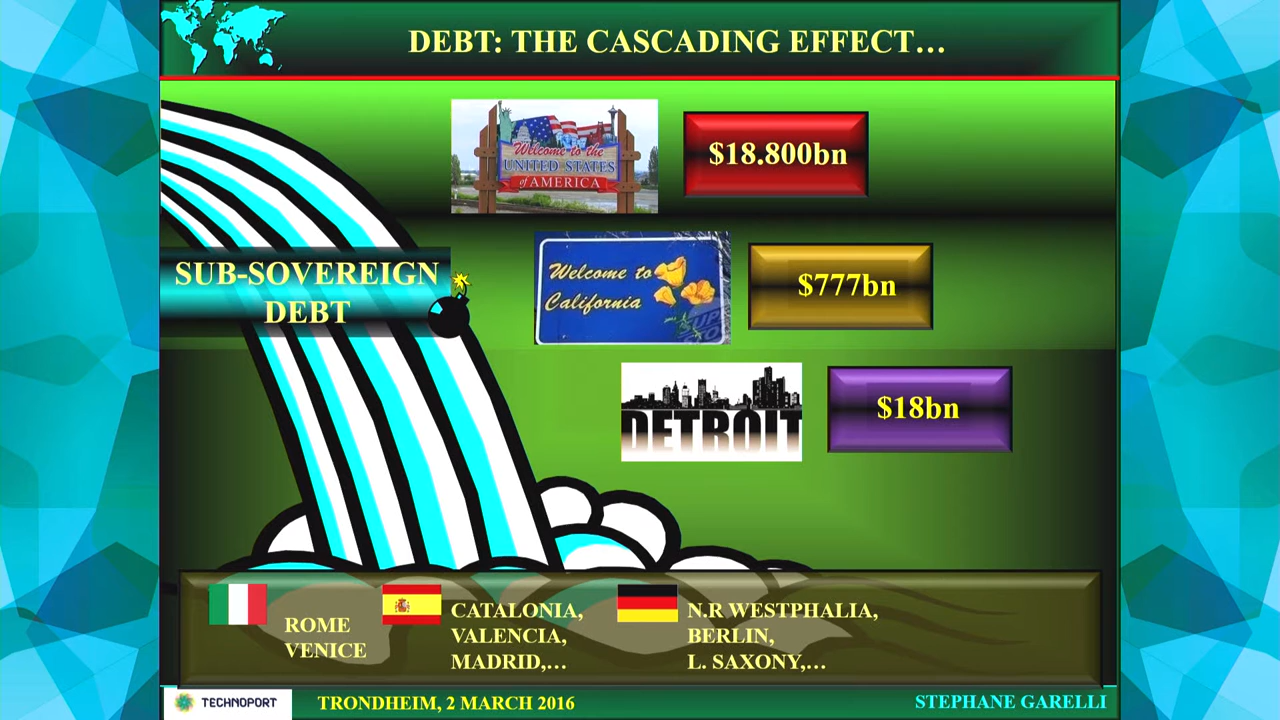 DEBT: THE CASCADING EFFECT...
Welcome to the
UNITED STATES
of AMERICA
$18.800bn
SUB-SOVEREIGN
DEBT
Welcome to
California
$777bn
DETROIT
$18bn
ROME
VENICE
CATALONIA,
VALENCIA,
MADRID,...
N.R WESTPHALIA,
BERLIN,
L. SAXONY,...
TECHNOPORT
TRONDHEIM, 2 MARCH 2016
STEPHANE GARELLI